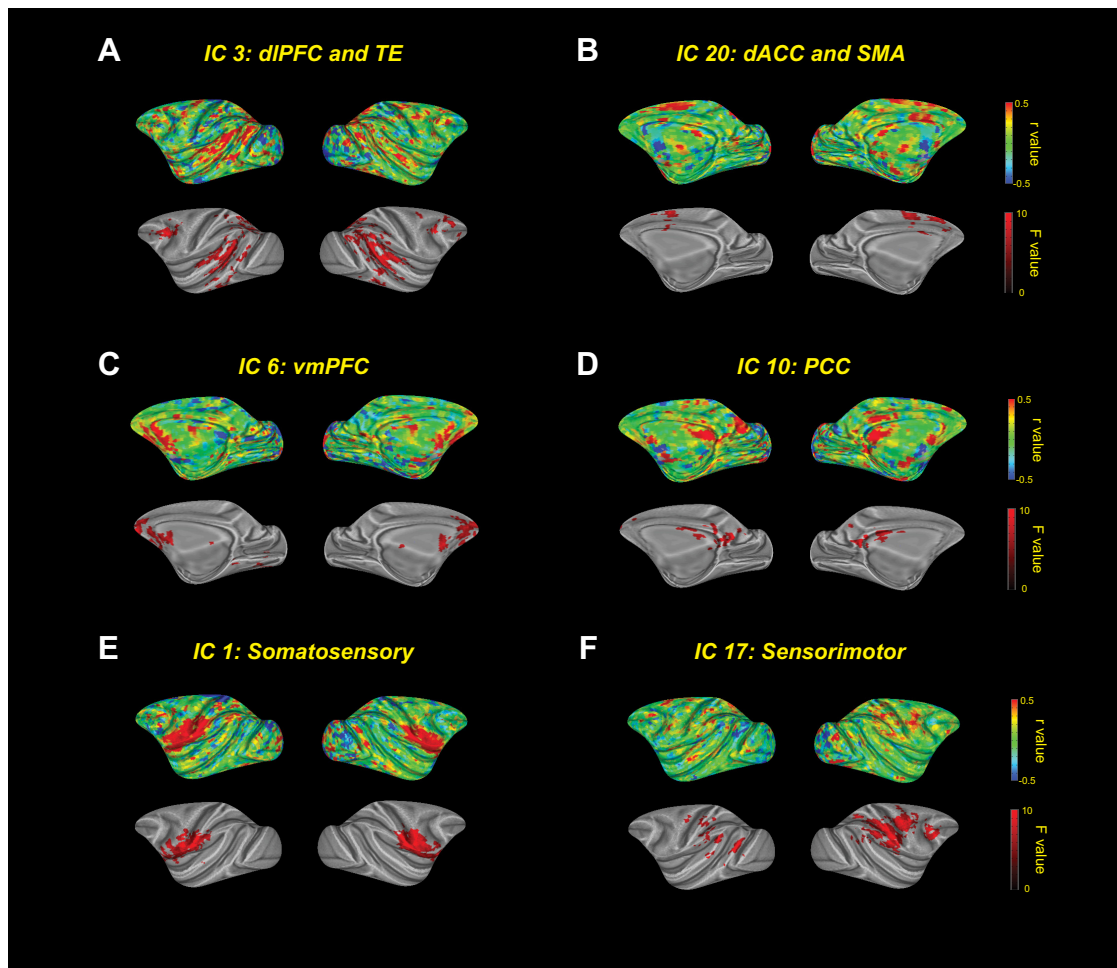 A
IC 3: dlPFC and TE
B
IC 20: dACC and SMA
0.5
r value
-0.5
10
F value
0
C
IC 6: vmPFC
D
IC 10: PCC
0.5
r value
-0.5
10
F value
0
E
IC 1: Somatosensory
F
IC 17: Sensorimotor
0.5
r value
-0.5
10
F value
0